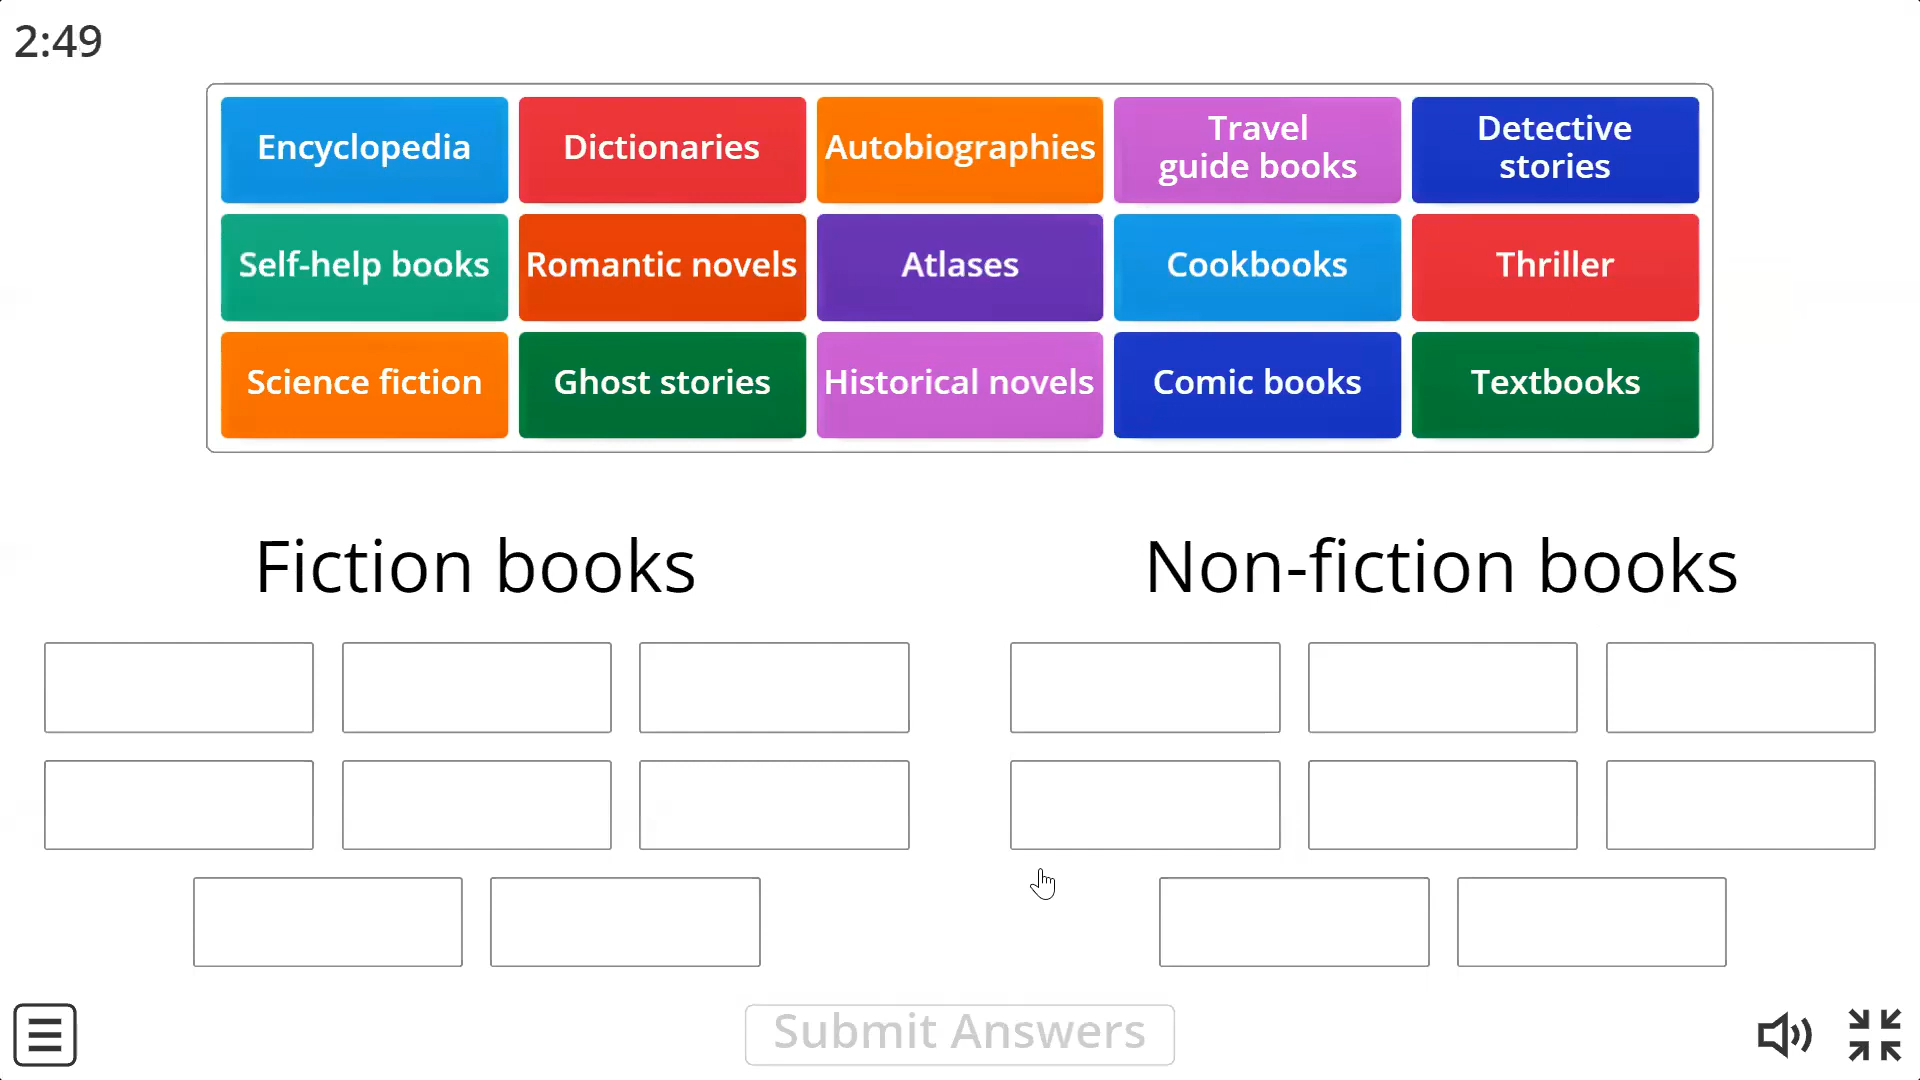 2:49
Encyclopedia
Dictionaries
Autobiographies
Travel
guide books
Detective
stories
Self-help books
Romantic novels
Atlases
Cookbooks
Thriller
Science fiction
Ghost stories
Historical novels
Comic books
Textbooks
Fiction books
Non-fiction books
Submit Answers